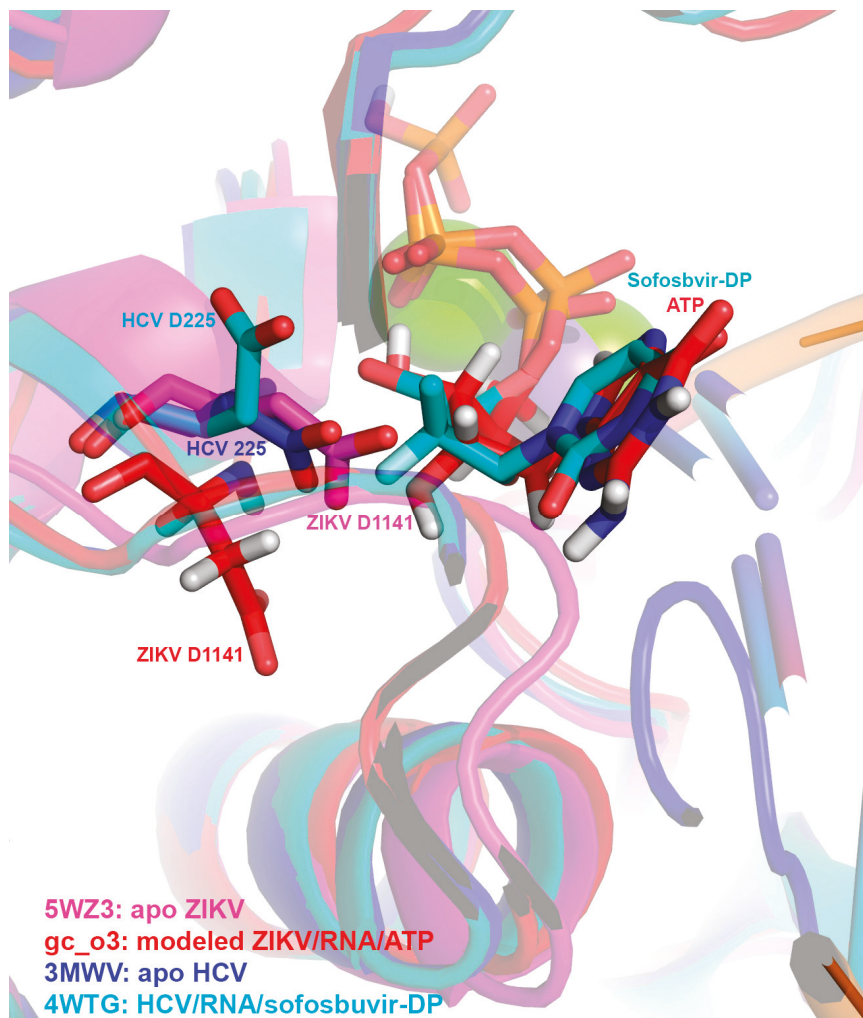 Sofosbvir-DP
ATP
HCV D225
HCV 225
ZIKV D1141
ZIKV D1141
5WZ3: apo ZIKV
gc_o3: modeled ZIKV/RNA/ATP
3MWV: apo HCV
4WTG: HCV/RNA/sofosbuvir-DP